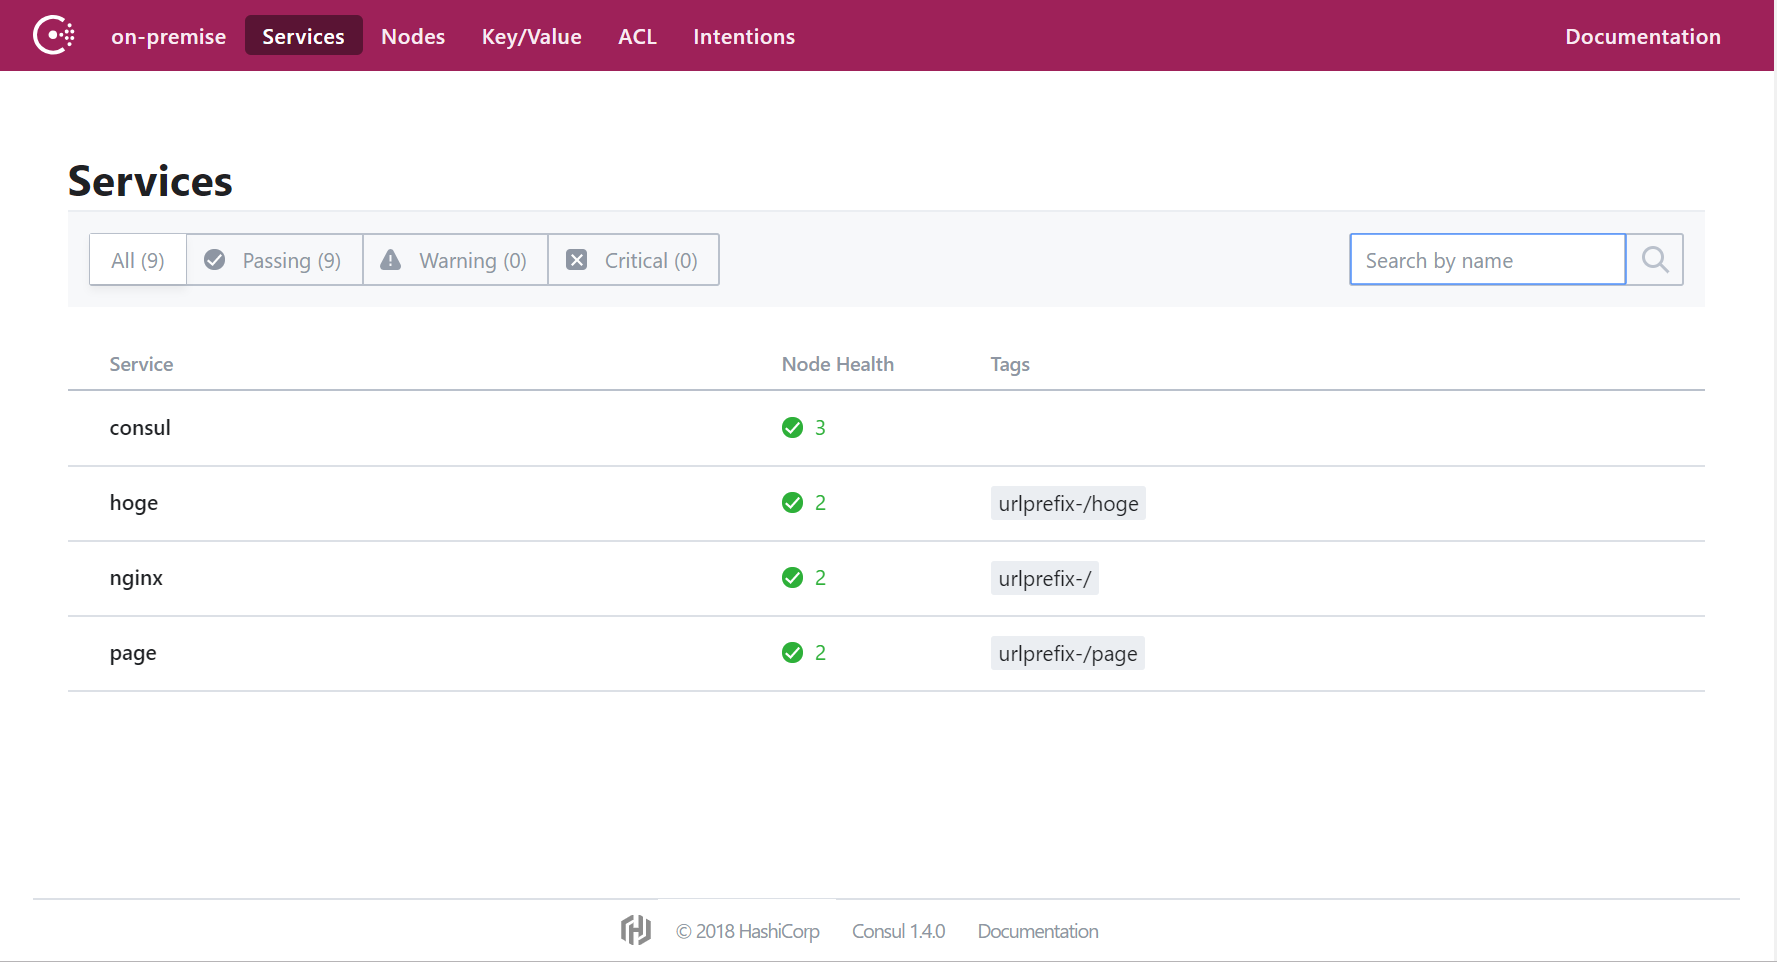 on-premise Services Nodes Key/Value ACL Intentions Documentation
Services
All (9) Passing (9) Warning (0) Critical (0) Search by name
Service Node Health Tags
consul 3
hoge 2 urlprefix-/hoge
nginx 2 urlprefix-/
page 2 urlprefix-/page
© 2018 HashiCorp Consul 1.4.0 Documentation